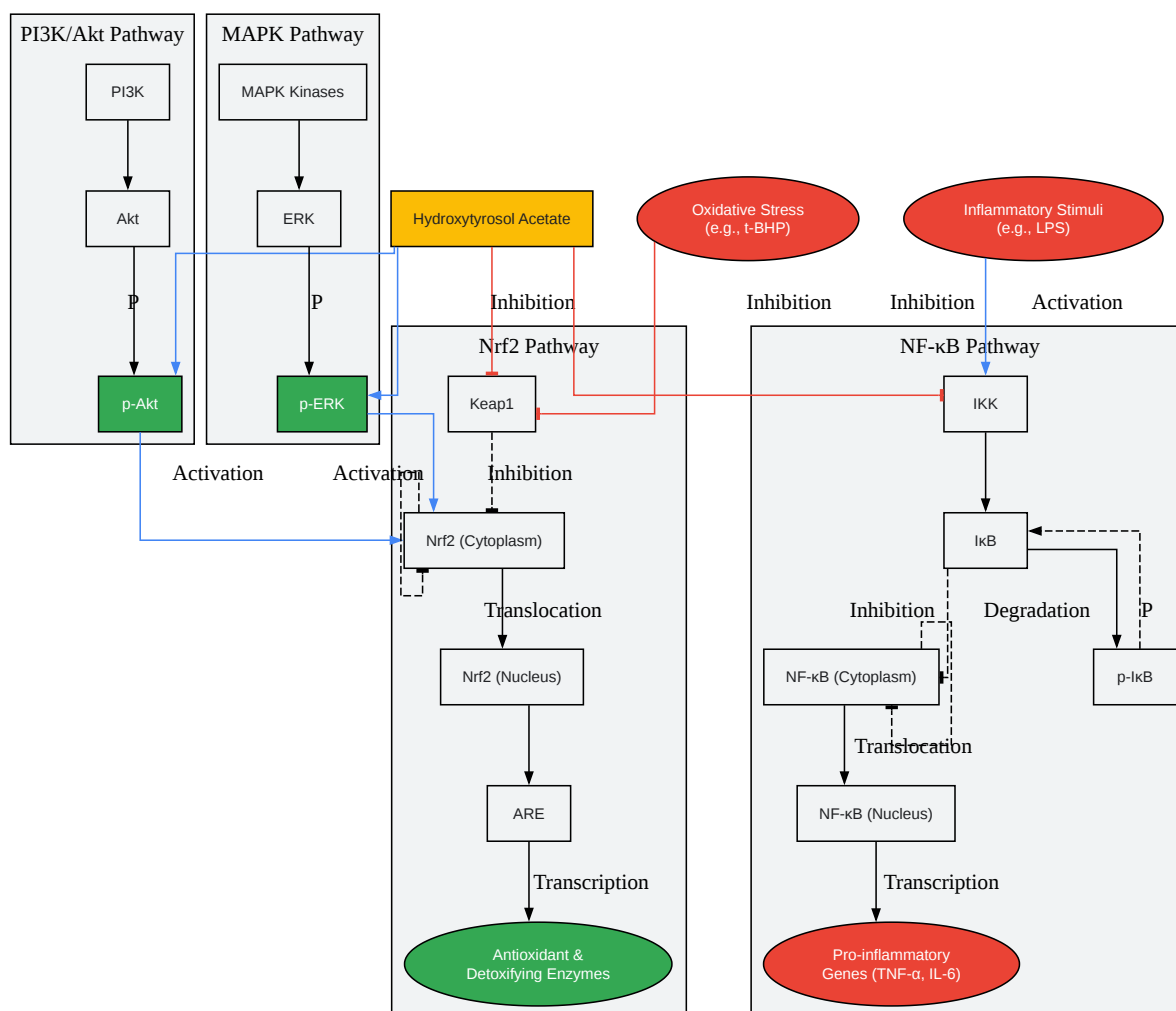 PI3K/Akt Pathway
MAPK Pathway
PI3K
MAPK Kinases
Akt
ERK
Hydroxytyrosol Acetate
Oxidative Stress
(e.g., t-BHP)
Inflammatory Stimuli
(e.g., LPS)
P
P
Inhibition
Inhibition
Inhibition
Activation
Nrf2 Pathway
NF-κB Pathway
p-Akt
p-ERK
Keap1
IKK
Activation
Activation
Inhibition
Nrf2 (Cytoplasm)
IκB
Translocation
Inhibition
Degradation
P
Nrf2 (Nucleus)
NF-κB (Cytoplasm)
p-IκB
Translocation
ARE
NF-κB (Nucleus)
Transcription
Transcription
Antioxidant &
Detoxifying Enzymes
Pro-inflammatory
Genes (TNF-α, IL-6)